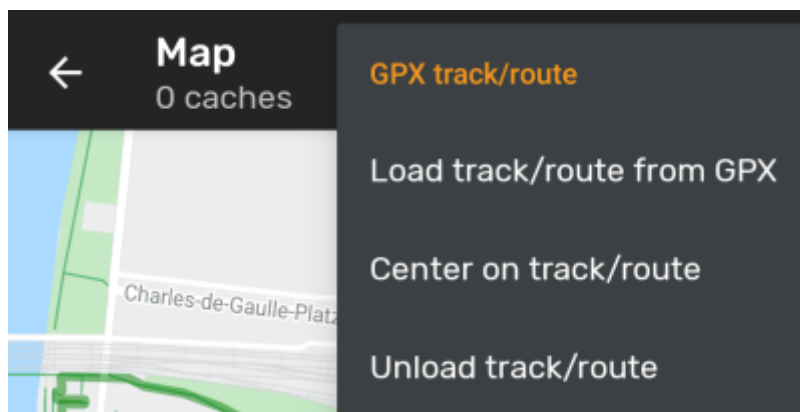 Map
0 caches
GPX track/route
Load track/route from GPX
Center on track/route
Unload track/route
Charles-de-Gaulle-Platz